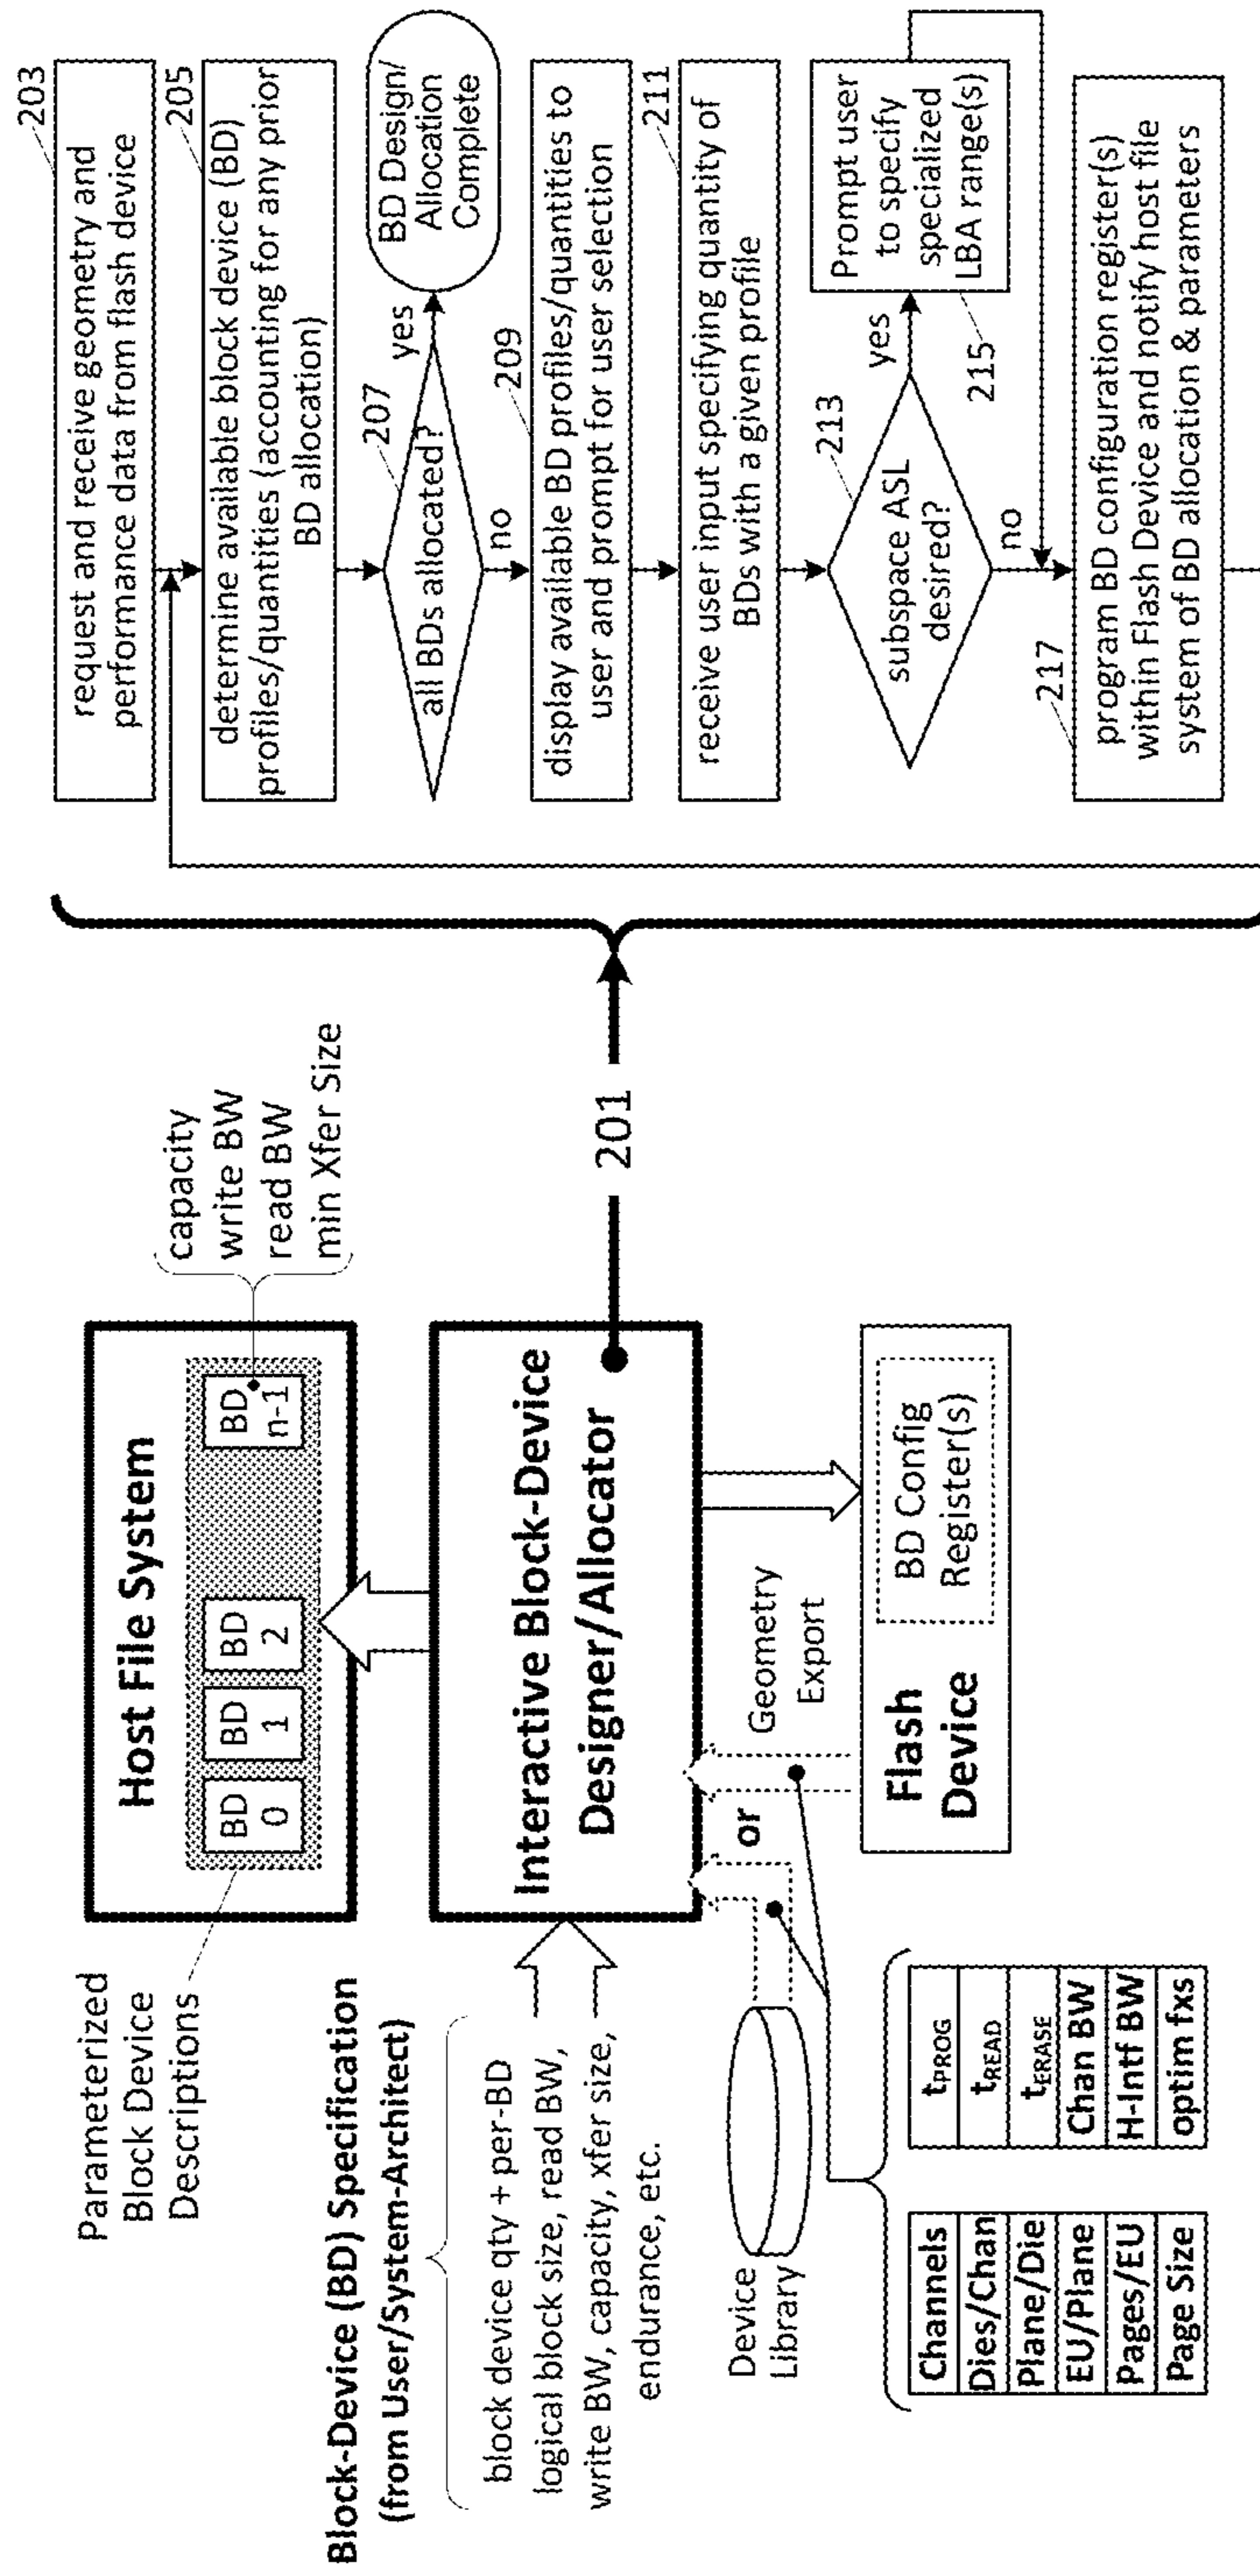 Parameterized
Block Device
Descriptions
Host File System
BD
0
BD
1
BD
2
BD
n-1
capacity
write BW
read BW
min Xfer Size
Block-Device (BD) Specification
(from User/System-Architect)
block device qty + per-BD
logical block size, read BW,
write BW, capacity, xfer size,
endurance, etc.
Interactive Block-Device
Designer/Allocator
201
Device
Library
or
Geometry
Export
Flash
Device
BD Config
Register(s)
Channels
Dies/Chan
Plane/Die
EU/Plane
Pages/EU
Page Size
tPROG
tREAD
tERASE
Chan BW
H-Intf BW
optim fxs
203
request and receive geometry and
performance data from flash device
205
determine available block device (BD)
profiles/quantities (accounting for any prior
BD allocation)
207
all BDs allocated?
yes
BD Design/
Allocation
Complete
no
209
display available BD profiles/quantities to
user and prompt for user selection
211
receive user input specifying quantity of
BDs with a given profile
213
subspace ASL
desired?
yes
Prompt user
to specify
specialized
LBA range(s)
215
no
217
program BD configuration register(s)
within Flash Device and notify host file
system of BD allocation & parameters